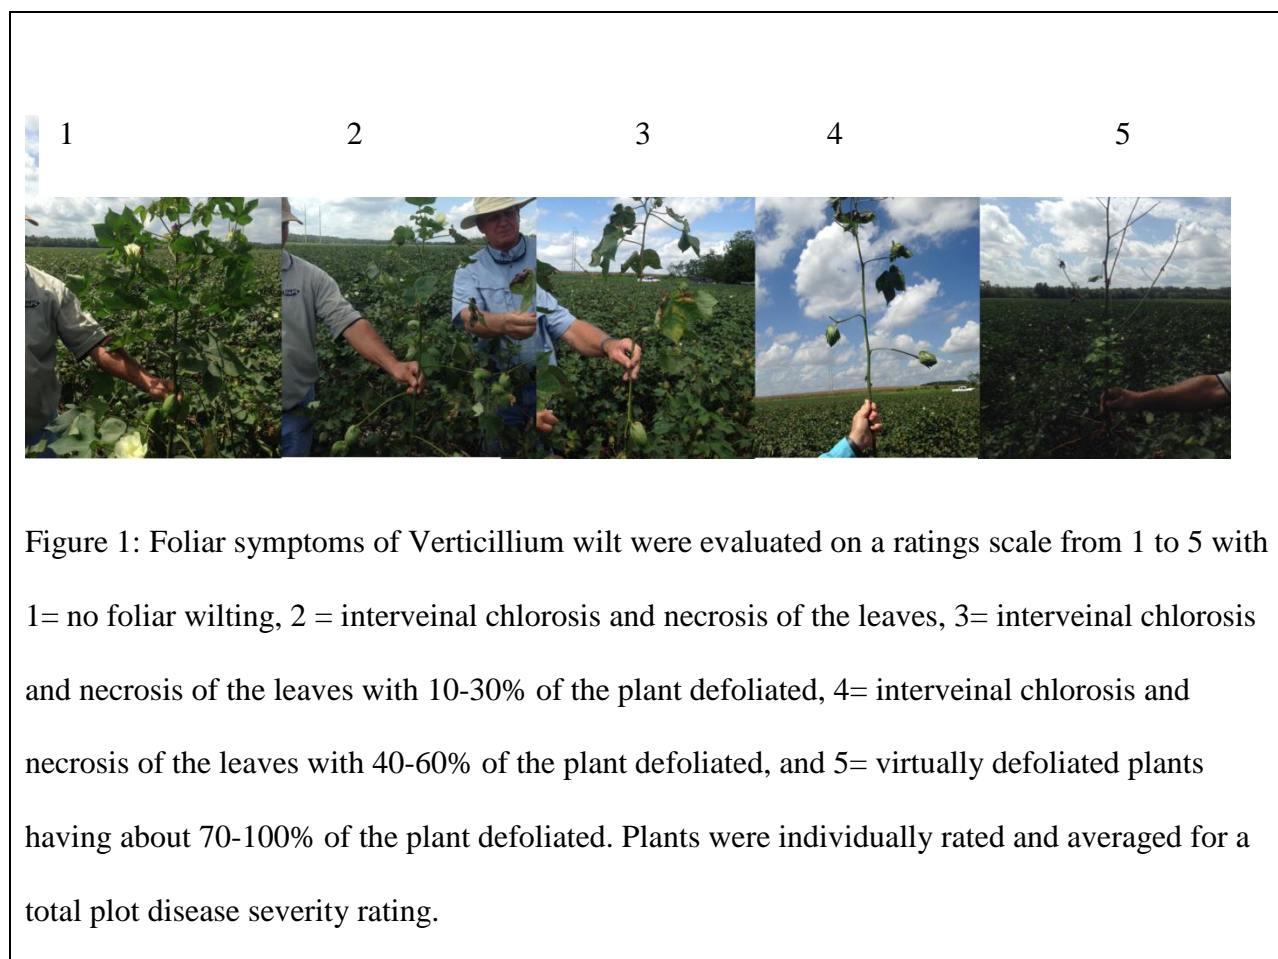 1 2 3 4 5
Figure 1: Foliar symptoms of Verticillium wilt were evaluated on a ratings scale from 1 to 5 with
1= no foliar wilting, 2 = interveinal chlorosis and necrosis of the leaves, 3= interveinal chlorosis
and necrosis of the leaves with 10-30% of the plant defoliated, 4= interveinal chlorosis and
necrosis of the leaves with 40-60% of the plant defoliated, and 5= virtually defoliated plants
having about 70-100% of the plant defoliated. Plants were individually rated and averaged for a
total plot disease severity rating.